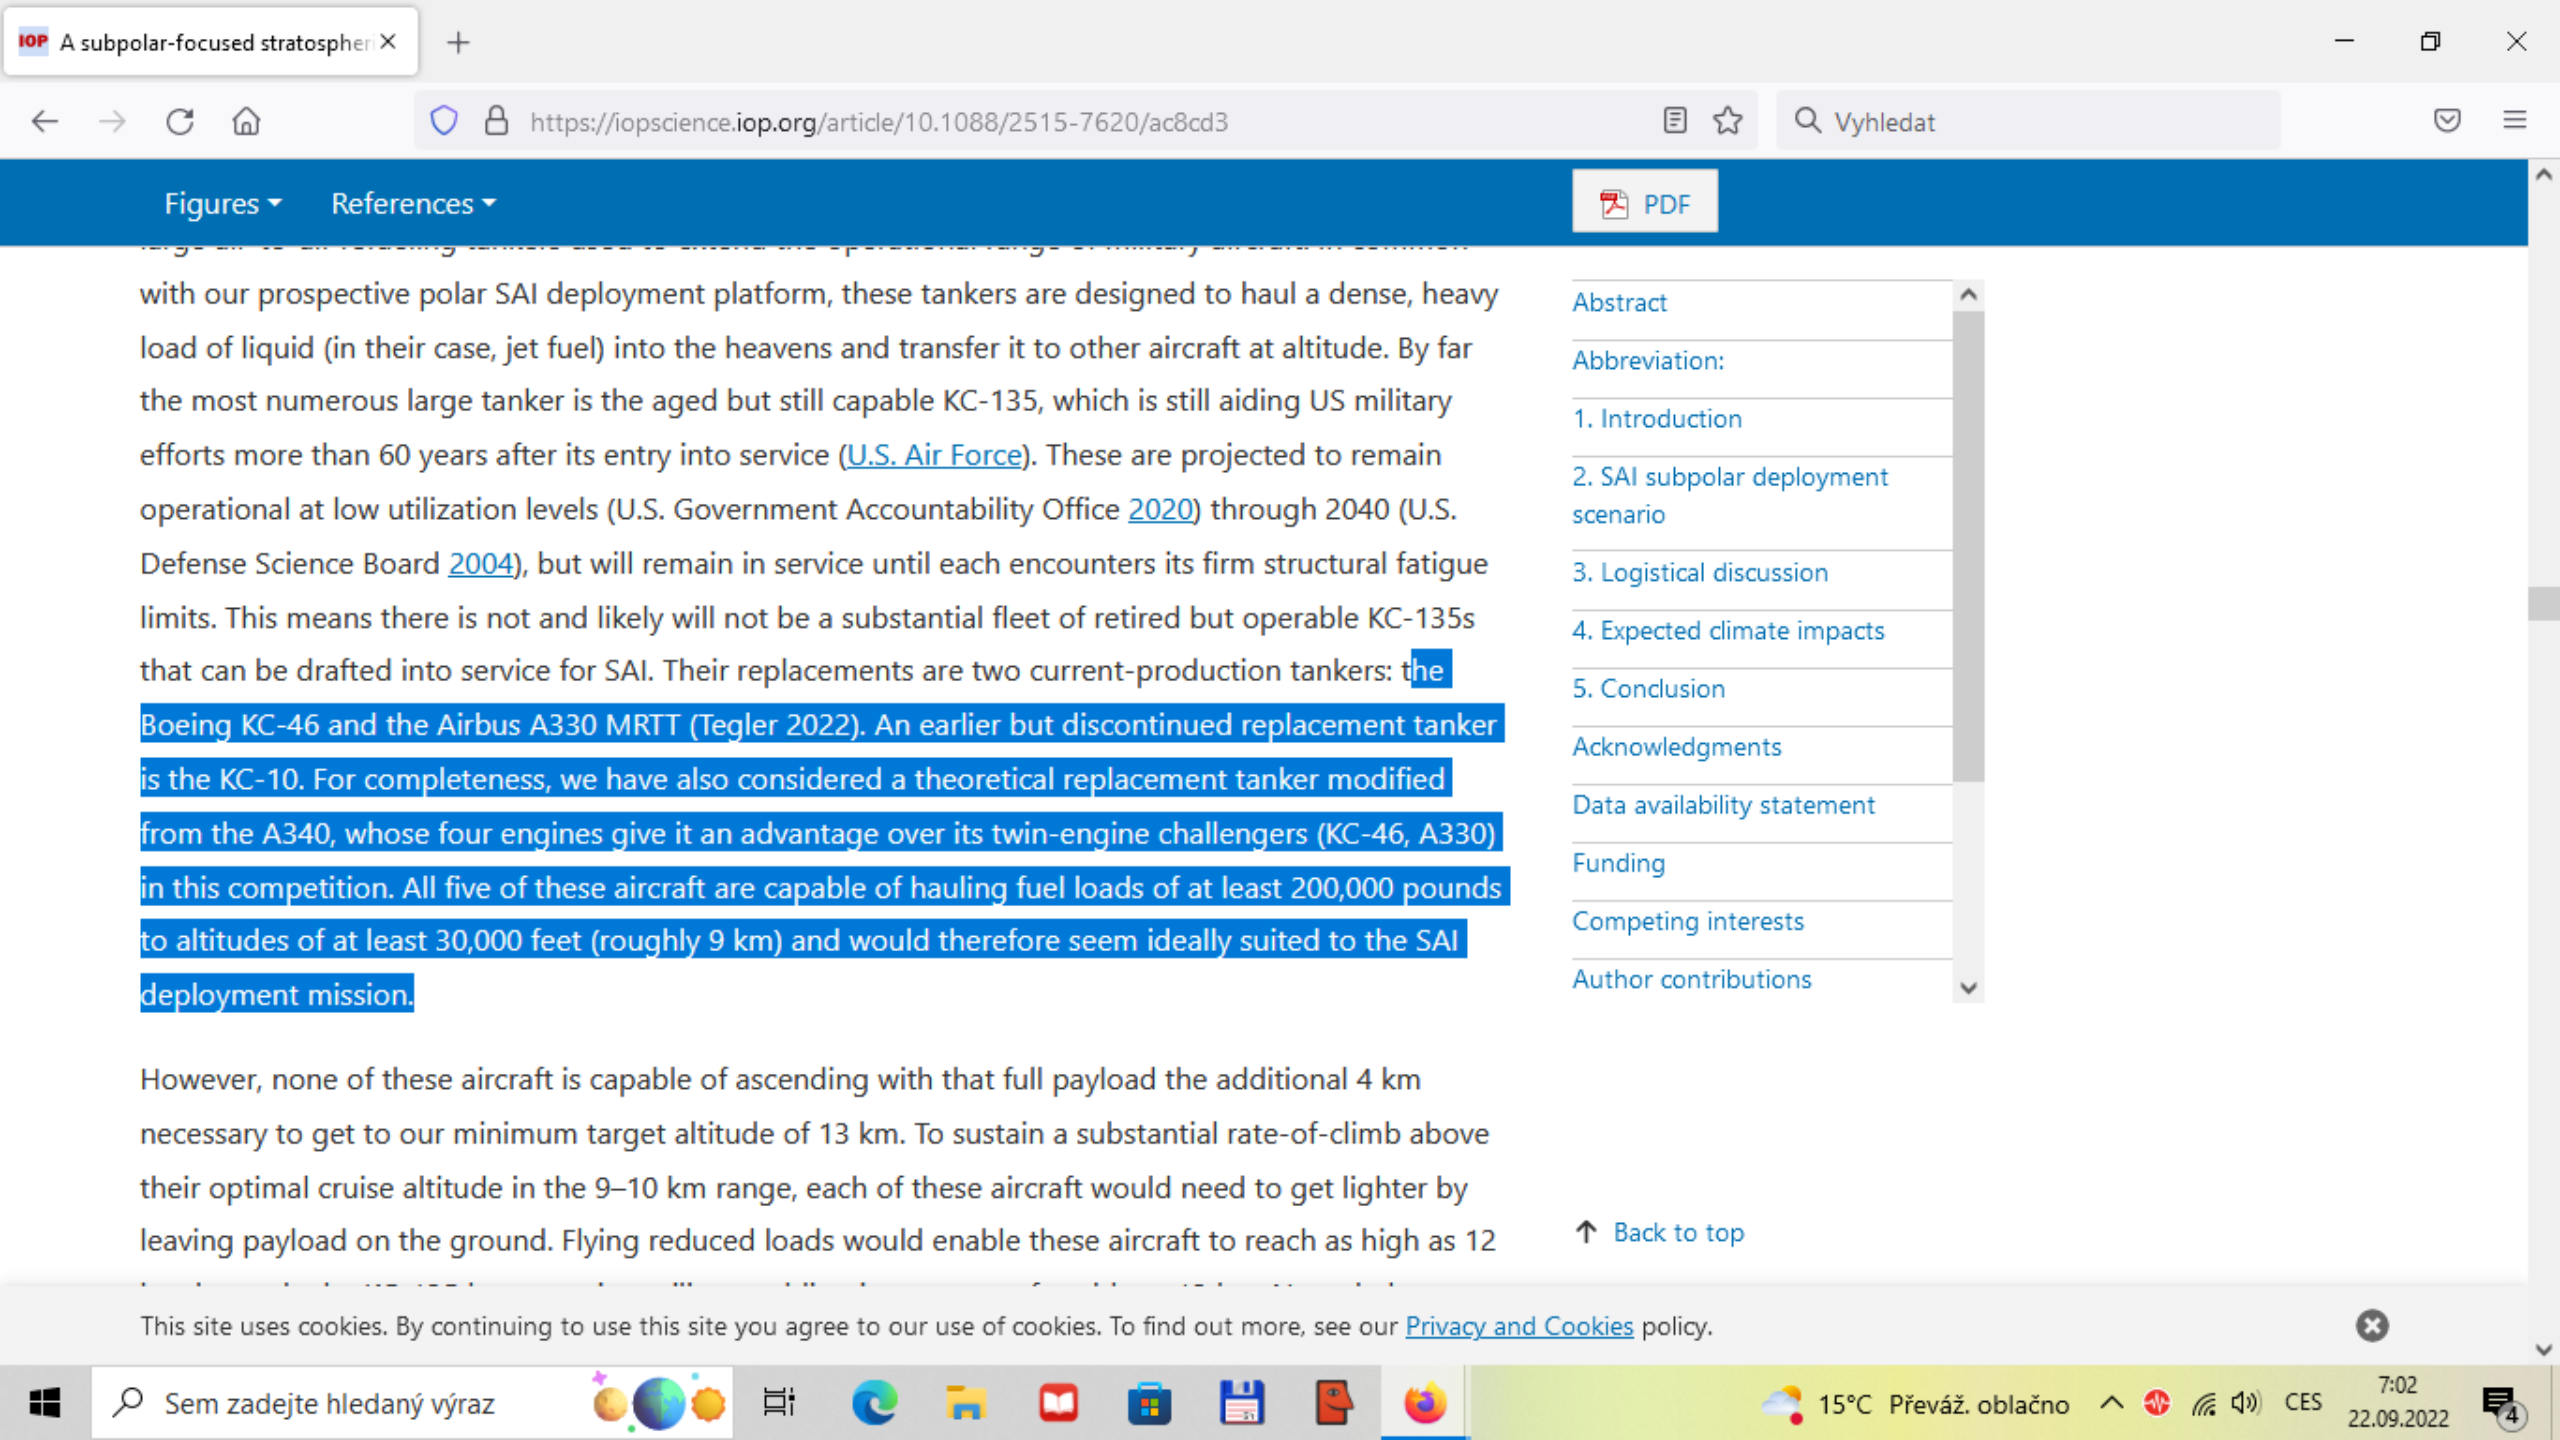 IOP A subpolar-focused stratospheri
https://iopscience.iop.org/article/10.1088/2515-7620/ac8cd3
Vyhledat
Figures
References
PDF
with our prospective polar SAI deployment platform, these tankers are designed to haul a dense, heavy
load of liquid (in their case, jet fuel) into the heavens and transfer it to other aircraft at altitude. By far
the most numerous large tanker is the aged but still capable KC-135, which is still aiding US military
efforts more than 60 years after its entry into service (U.S. Air Force). These are projected to remain
operational at low utilization levels (U.S. Government Accountability Office 2020) through 2040 (U.S.
Defense Science Board 2004), but will remain in service until each encounters its firm structural fatigue
limits. This means there is not and likely will not be a substantial fleet of retired but operable KC-135s
that can be drafted into service for SAI. Their replacements are two current-production tankers: the
Boeing KC-46 and the Airbus A330 MRTT (Tegler 2022). An earlier but discontinued replacement tanker
is the KC-10. For completeness, we have also considered a theoretical replacement tanker modified
from the A340, whose four engines give it an advantage over its twin-engine challengers (KC-46, A330)
in this competition. All five of these aircraft are capable of hauling fuel loads of at least 200,000 pounds
to altitudes of at least 30,000 feet (roughly 9 km) and would therefore seem ideally suited to the SAI
deployment mission.
However, none of these aircraft is capable of ascending with that full payload the additional 4 km
necessary to get to our minimum target altitude of 13 km. To sustain a substantial rate-of-climb above
their optimal cruise altitude in the 9–10 km range, each of these aircraft would need to get lighter by
leaving payload on the ground. Flying reduced loads would enable these aircraft to reach as high as 12
Abstract
Abbreviation:
1. Introduction
2. SAI subpolar deployment
scenario
3. Logistical discussion
4. Expected climate impacts
5. Conclusion
Acknowledgments
Data availability statement
Funding
Competing interests
Author contributions
Back to top
This site uses cookies. By continuing to use this site you agree to our use of cookies. To find out more, see our Privacy and Cookies policy.
Sem zadejte hledaný výraz
15°C Převáž. oblačno
CES
7:02
22.09.2022
4